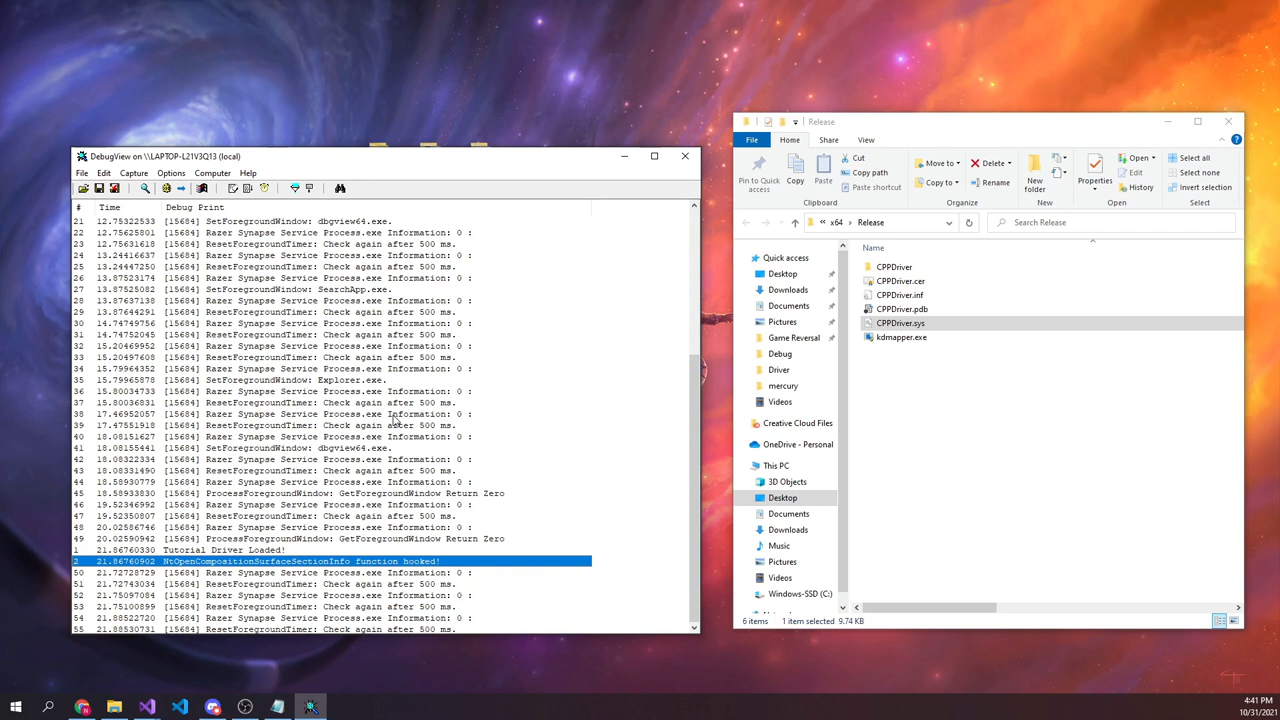 DebugView on \\LAPTOP-L21V3Q13 (local)
File Edit Capture Options Computer Help
# Time Debug Print
21 12.75322533 [15684] SetForegroundWindow: dbgview64.exe.
22 12.75625801 [15684] Razer Synapse Service Process.exe Information: 0 :
23 12.75631618 [15684] ResetForegroundTimer: Check again after 500 ms.
24 13.24416637 [15684] Razer Synapse Service Process.exe Information: 0 :
25 13.24447250 [15684] ResetForegroundTimer: Check again after 500 ms.
26 13.87523174 [15684] Razer Synapse Service Process.exe Information: 0 :
27 13.87525082 [15684] SetForegroundWindow: SearchApp.exe.
28 13.87637138 [15684] Razer Synapse Service Process.exe Information: 0 :
29 13.87644291 [15684] ResetForegroundTimer: Check again after 500 ms.
30 14.74749756 [15684] Razer Synapse Service Process.exe Information: 0 :
31 14.74752045 [15684] ResetForegroundTimer: Check again after 500 ms.
32 15.20469952 [15684] Razer Synapse Service Process.exe Information: 0 :
33 15.20497608 [15684] ResetForegroundTimer: Check again after 500 ms.
34 15.79964352 [15684] Razer Synapse Service Process.exe Information: 0 :
35 15.79965878 [15684] SetForegroundWindow: Explorer.exe.
36 15.80034733 [15684] Razer Synapse Service Process.exe Information: 0 :
37 15.80036831 [15684] ResetForegroundTimer: Check again after 500 ms.
38 17.46952057 [15684] Razer Synapse Service Process.exe Information: 0 :
39 17.47551918 [15684] ResetForegroundTimer: Check again after 500 ms.
40 18.08151627 [15684] Razer Synapse Service Process.exe Information: 0 :
41 18.08155441 [15684] SetForegroundWindow: dbgview64.exe.
42 18.08322334 [15684] Razer Synapse Service Process.exe Information: 0 :
43 18.08331490 [15684] ResetForegroundTimer: Check again after 500 ms.
44 18.58930779 [15684] Razer Synapse Service Process.exe Information: 0 :
45 18.58933830 [15684] ProcessForegroundWindow: GetForegroundWindow Return Zero
46 19.52346992 [15684] Razer Synapse Service Process.exe Information: 0 :
47 19.52350807 [15684] ResetForegroundTimer: Check again after 500 ms.
48 20.02586746 [15684] Razer Synapse Service Process.exe Information: 0 :
49 20.02590942 [15684] ProcessForegroundWindow: GetForegroundWindow Return Zero
1 21.86760330 Tutorial Driver Loaded!
2 21.86760902 NtOpenCompositionSurfaceSectionInfo function hooked!
50 21.72728729 [15684] Razer Synapse Service Process.exe Information: 0 :
51 21.72743034 [15684] ResetForegroundTimer: Check again after 500 ms.
52 21.75097084 [15684] Razer Synapse Service Process.exe Information: 0 :
53 21.75100899 [15684] ResetForegroundTimer: Check again after 500 ms.
54 21.88522720 [15684] Razer Synapse Service Process.exe Information: 0 :
55 21.88530731 [15684] ResetForegroundTimer: Check again after 500 ms.
Release
File Home Share View
Pin to Quick access
Copy
Paste
Cut
Copy path
Paste shortcut
Clipboard
Move to
Copy to
Delete
Rename
Organize
New folder
New
Properties
Open
Edit
History
Open
Select all
Select none
Invert selection
Select
« x64 › Release
Search Release
Quick access
Desktop
Downloads
Documents
Pictures
Game Reversal
Debug
Driver
mercury
Videos
Creative Cloud Files
OneDrive - Personal
This PC
3D Objects
Desktop
Documents
Downloads
Music
Pictures
Videos
Windows-SSD (C:)
Name
CPPDriver
CPPDriver.cer
CPPDriver.inf
CPPDriver.pdb
CPPDriver.sys
kdmapper.exe
6 items 1 item selected 9.74 KB
4:41 PM
10/31/2021